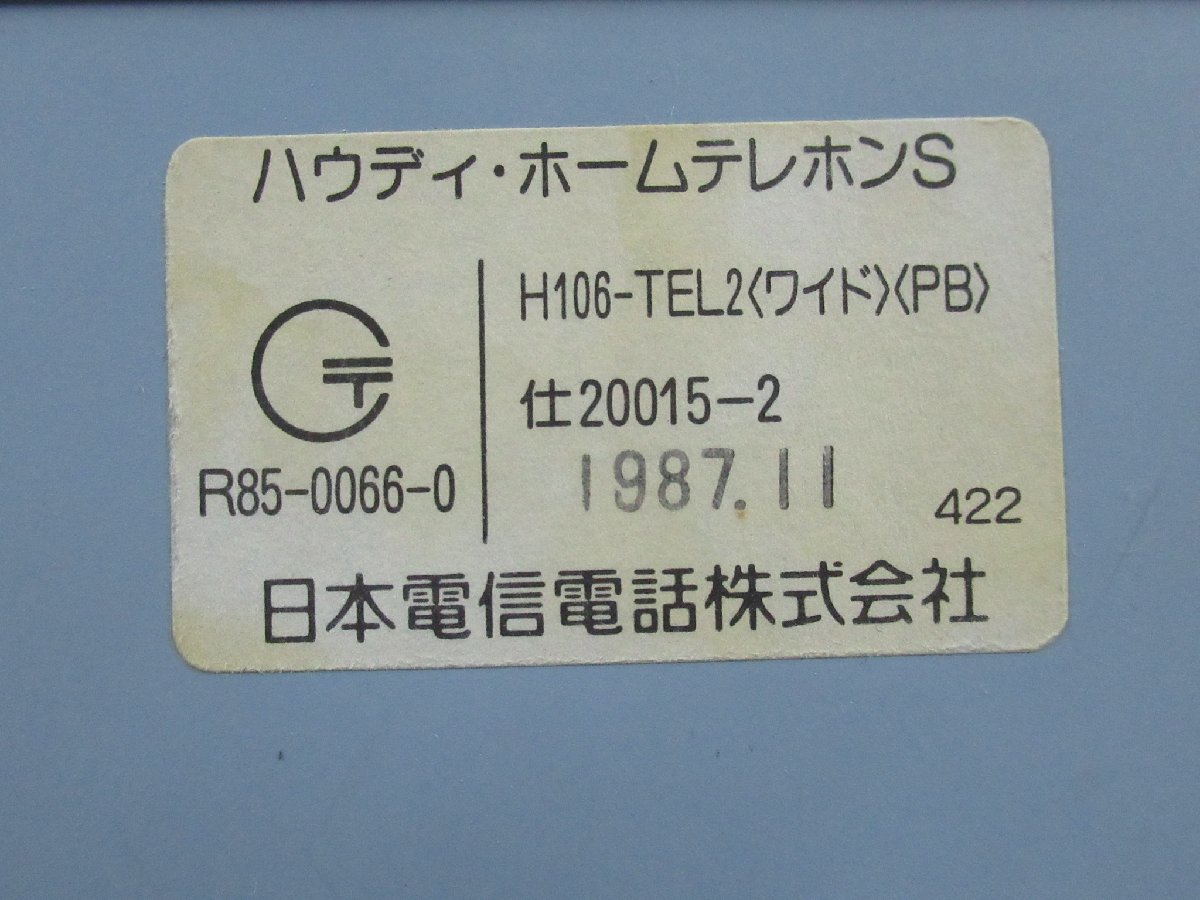 ハウディ・ホームテレホンS
R85-0066-0
H106-TEL2〈ワイド〉〈PB〉
仕20015-2
1987.11
422
日本電信電話株式会社